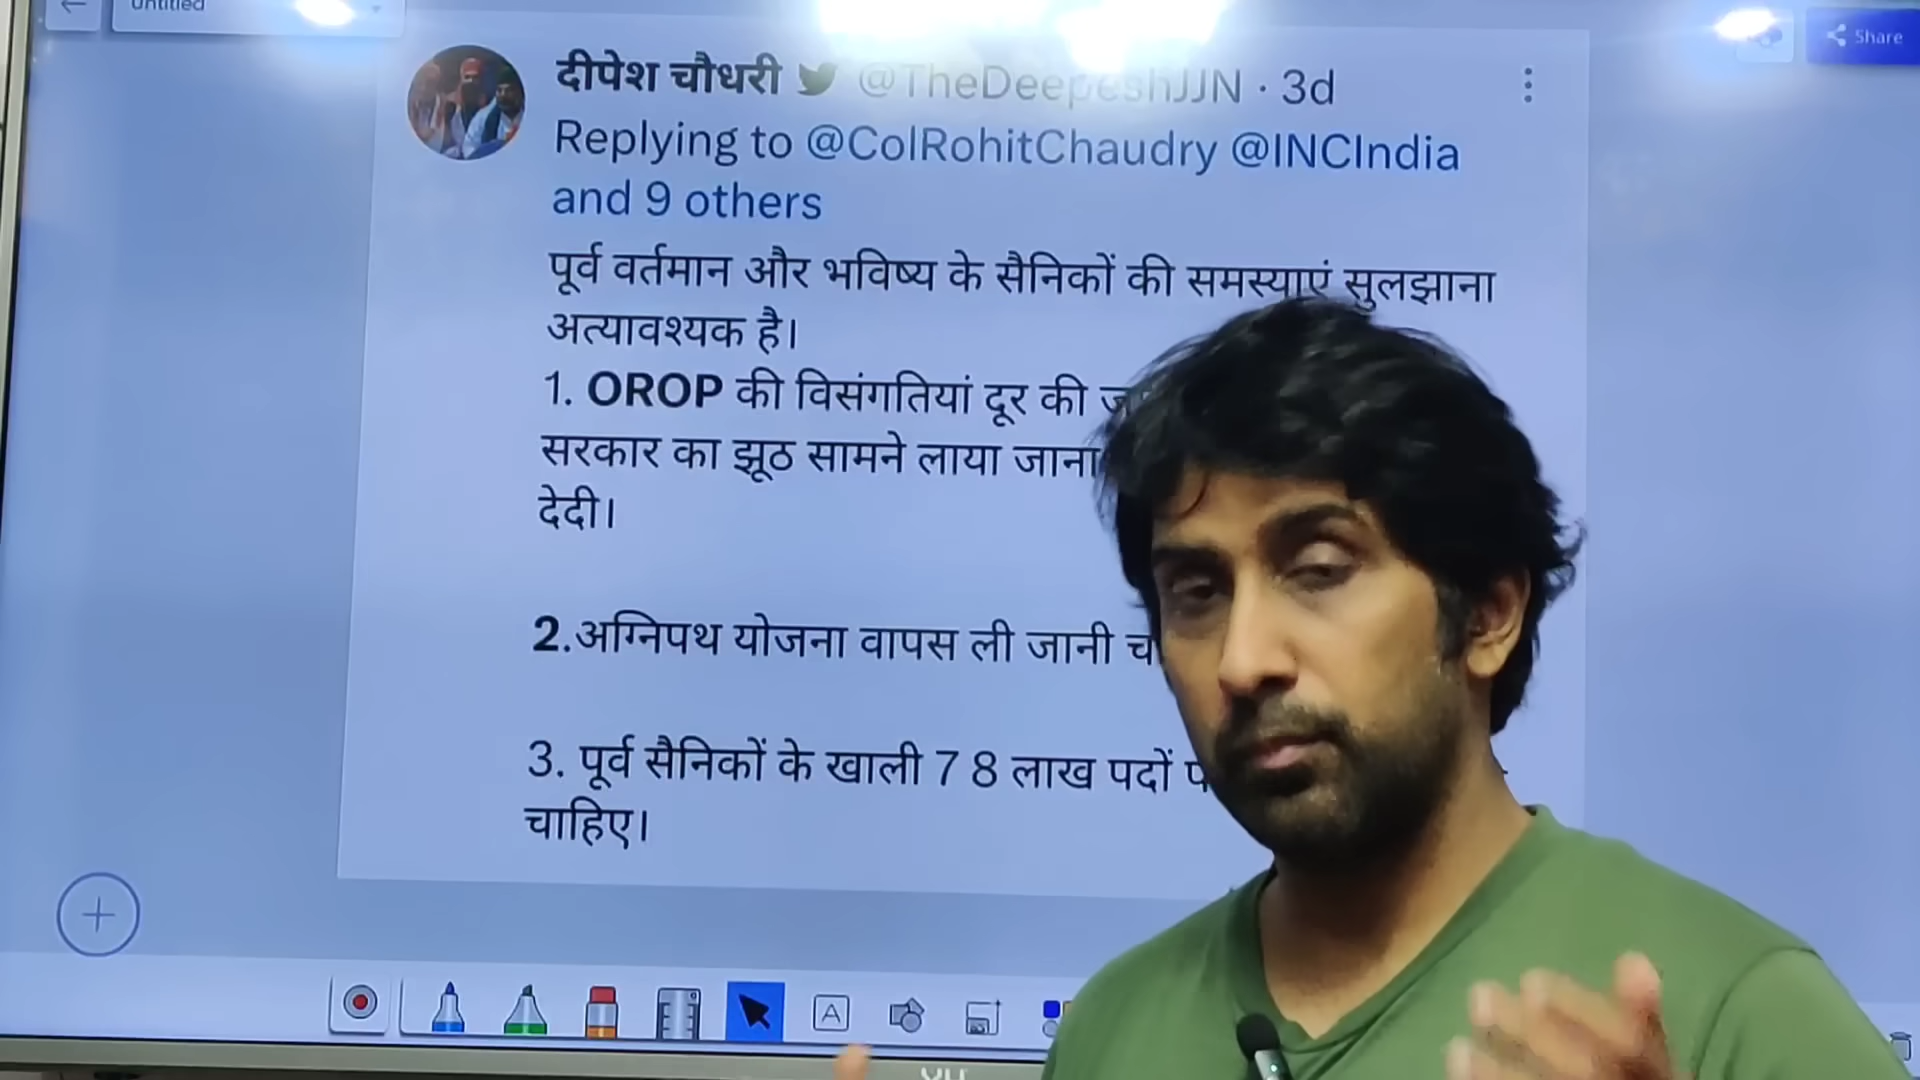 Untitled
Share
दीपेश चौधरी @TheDeepeshJJN · 3d
Replying to @ColRohitChaudry @INCIndia
and 9 others
पूर्व वर्तमान और भविष्य के सैनिकों की समस्याएं सुलझाना
अत्यावश्यक है।
1. OROP की विसंगतियां दूर की
सरकार का झूठ सामने लाया जाना
देदी।
2.अग्निपथ योजना वापस ली जानी
3. पूर्व सैनिकों के खाली 7 8 लाख पदों
चाहिए।
A